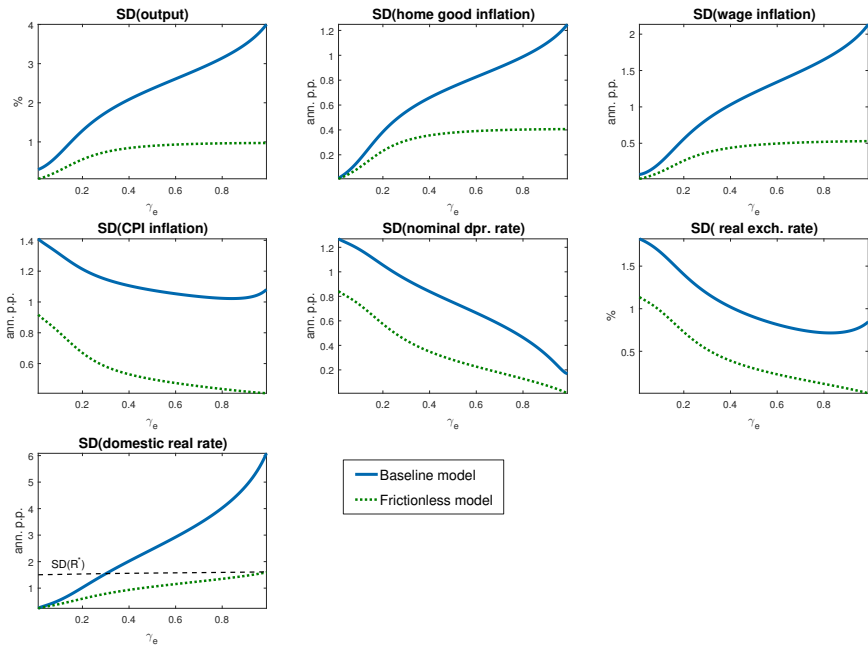 SD(output)
SD(home good inflation)
SD(wage inflation)
4
3
2
1
%
0.2 0.4 0.6 0.8
γe
1.2
1
0.8
0.6
0.4
0.2
ann. p.p.
0.2 0.4 0.6 0.8
γe
2
1.5
1
0.5
ann. p.p.
0.2 0.4 0.6 0.8
γe
SD(CPI inflation)
SD(nominal dpr. rate)
SD( real exch. rate)
1.4
1.2
1.0
0.8
0.6
ann. p.p.
0.2 0.4 0.6 0.8
γe
1.2
1
0.8
0.6
0.4
0.2
ann. p.p.
0.2 0.4 0.6 0.8
γe
1.5
1
0.5
%
0.2 0.4 0.6 0.8
γe
SD(domestic real rate)
6
5
4
3
2
1
ann. p.p.
SD(R*)
0.2 0.4 0.6 0.8
γe
Baseline model
Frictionless model